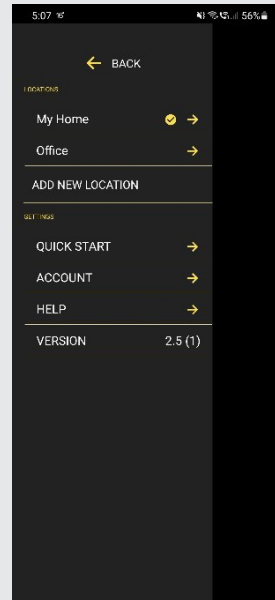 5:07 56%
BACK
LOCATIONS
My Home
Office
ADD NEW LOCATION
SETTINGS
QUICK START
ACCOUNT
HELP
VERSION 2.5 (1)